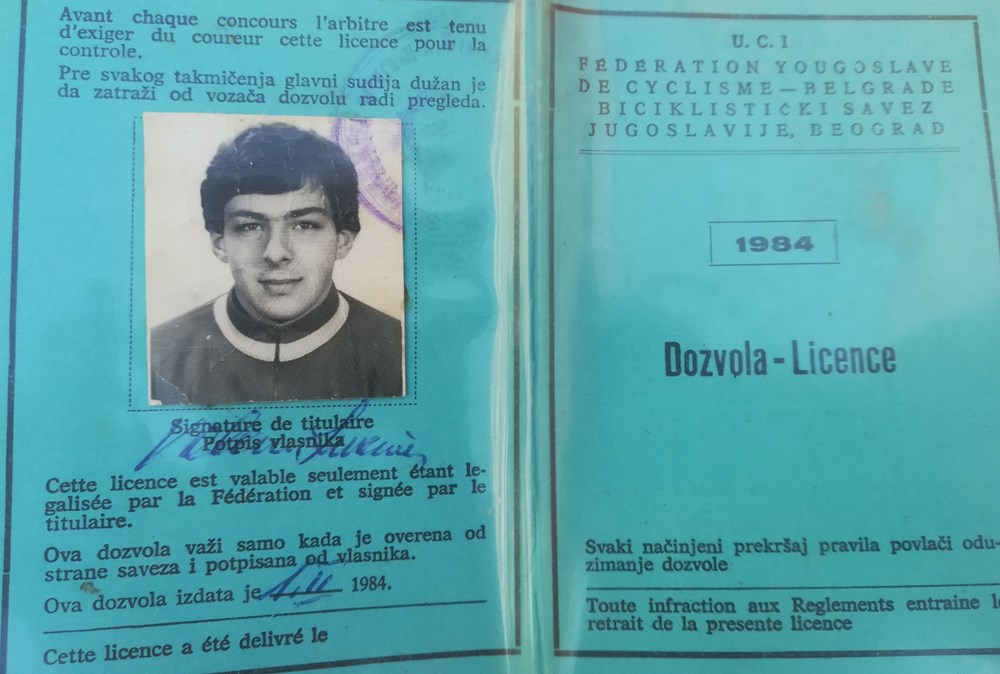 Avant chaque concours l'arbitre est tenu
d'exiger du coureur cette licence pour la
controle.
Pre svakog takmičenja glavni sudija dužan je
da zatraži od vozača dozvolu radi pregleda.
Signature de titulaire
Potpis vlasnika
Cette licence est valable seulement étant le-
galisée par la Fédération et signée par le
titulaire.
Ova dozvola važi samo kada je overena od
strane saveza i potpisana od vlasnika.
Ova dozvola izdata je 1984.
Cette licence a été delivré le
U. C. I
FÉDÉRATION YOUGOSLAVE
DE CYCLISME — BELGRADE
BICIKLISTIČKI SAVEZ
JUGOSLAVIJE, BEOGRAD
1984
Dozvola - Licence
Svaki načinjeni prekršaj pravila povlači odu-
zimanje dozvole
Toute infraction aux Reglements entraine
retrait de la presente licence